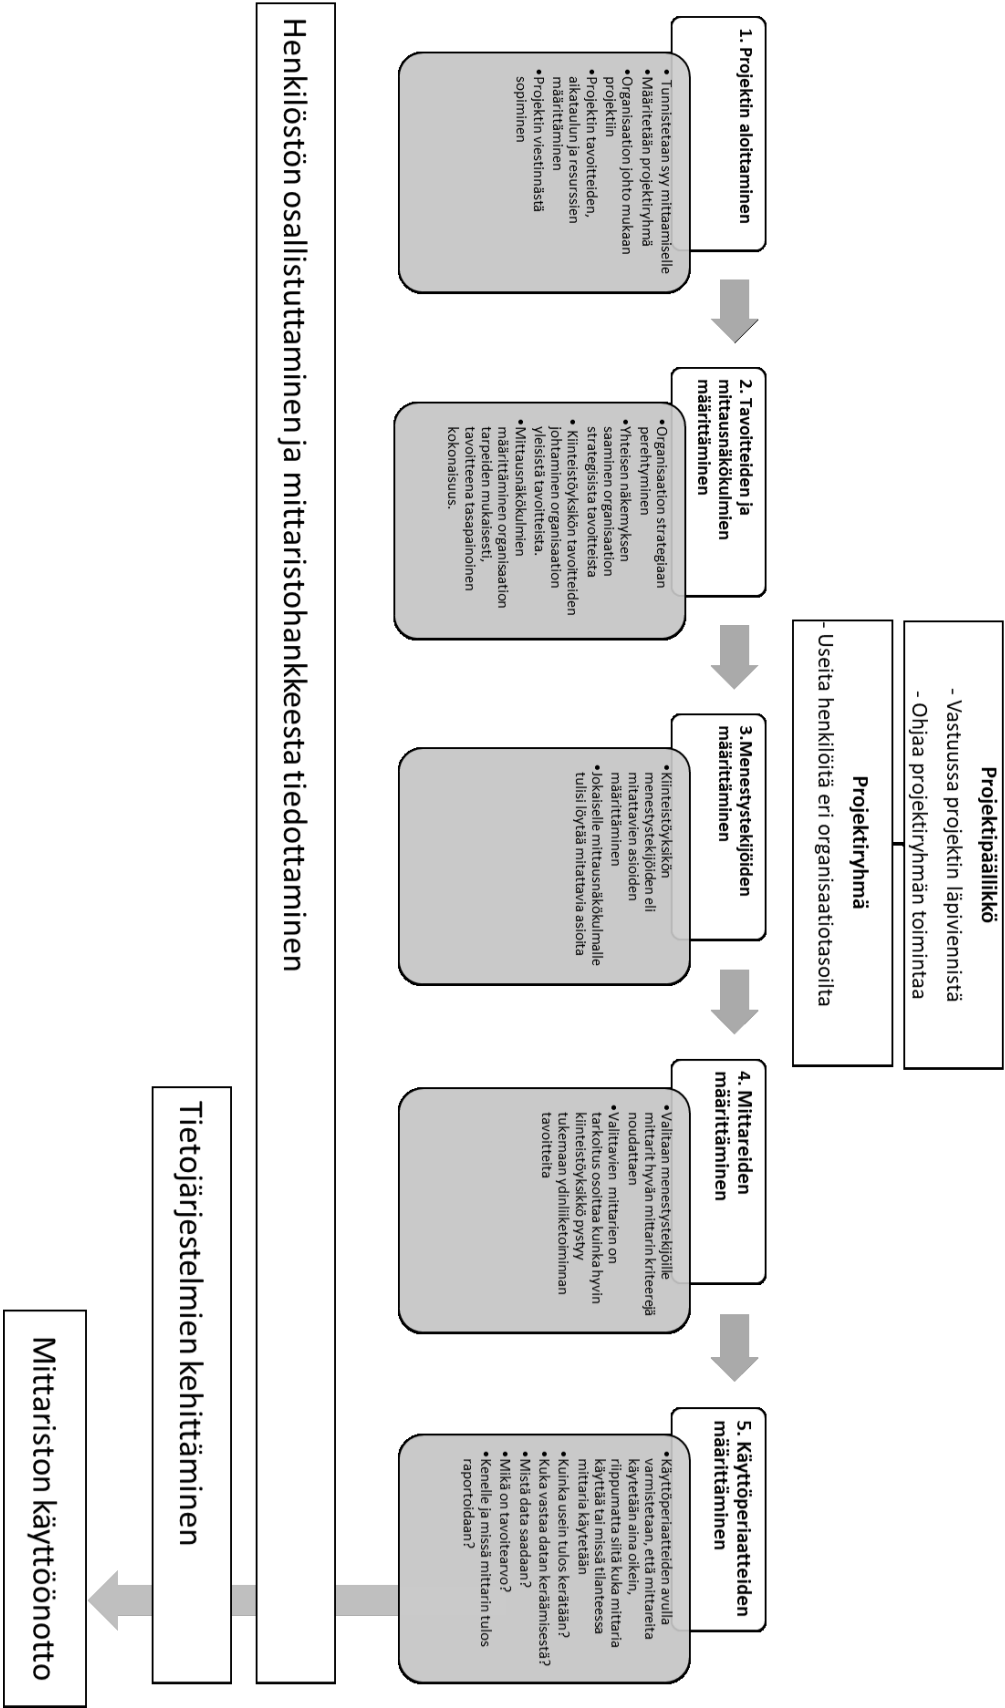 Projektipäällikkö
- Vastuussa projektin läpiviennistä
- Ohjaa projektiryhmän toimintaa
Projektiryhmä
- Useita henkilöitä eri organisaatiotasoilta
1. Projektin aloittaminen
• Tunnistetaan syy mittaamiselle
• Määritetään projektiryhmä
• Organisaation johto mukaan
projektiin
• Projektin tavoitteiden,
aikataulun ja resurssien
määrittäminen
• Projektin viestinnästä
sopiminen
2. Tavoitteiden ja
mittausnäkökulmien
määrittäminen
• Organisaation strategiaan
perehtyminen
• Yhteisen näkemyksen
saaminen organisaation
strategisista tavoitteista
• Kiinteistöyksikön tavoitteiden
johtaminen organisaation
yleisistä tavoitteista.
• Mittausnäkökulmien
määrittäminen organisaation
tarpeiden mukaisesti,
tavoitteena tasapainoinen
kokonaisuus.
3.Menestystekijöiden
määrittäminen
• Kiinteistöyksikön
menestystekijöiden eli
mitattavien asioiden
määrittäminen
• Jokaiselle mittausnäkökulmalle
tulisi löytää mitattavia asioita
4. Mittareiden
määrittäminen
• Valitaan menestystekijöille
mittarit hyvän mittarin kriteerejä
noudattaen
• Valittavien mittarien on
tarkoitus osoittaa kuinka hyvin
kiinteistöyksikkö pystyy
tukemaan ydinliiketoiminnan
tavoitteita
5. Käyttöperiaatteiden
määrittäminen
• Käyttöperiaatteiden avulla
varmistetaan, että mittareita
käytetään aina oikein,
riippumatta siitä kuka mittaria
käyttää tai missä tilanteessa
mittaria käytetään
• Kuinka usein tulos kerätään?
• Kuka vastaa datan keräämisestä?
• Mistä data saadaan?
• Mikä on tavoitearvo?
• Kenelle ja missä mittarin tulos
raportoidaan?
Henkilöstön osallistuttaminen ja mittaristohankkeesta tiedottaminen
Tietojärjestelmien kehittäminen
Mittariston käyttöönotto